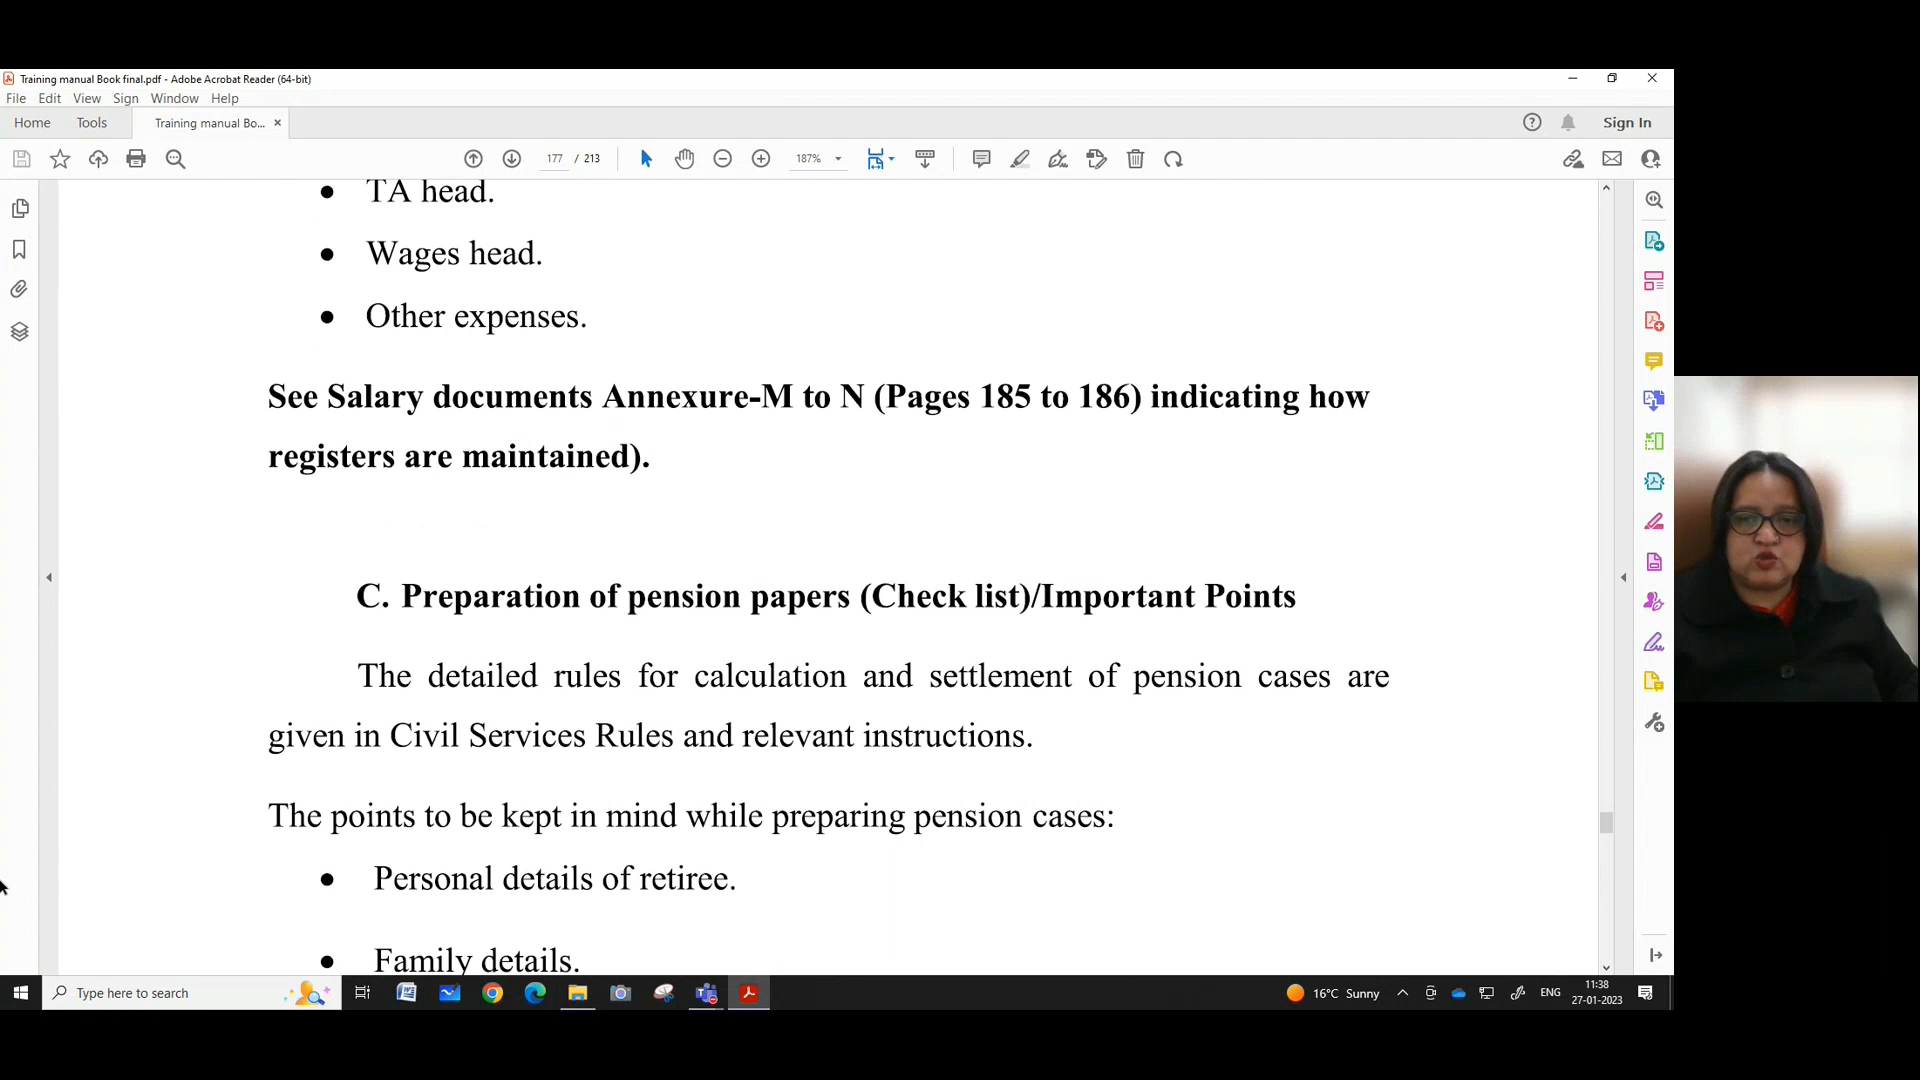 Training manual Book final.pdf - Adobe Acrobat Reader (64-bit)
File Edit View Sign Window Help
Home Tools Training manual Bo... × Sign In
177 / 213 187%
• TA head.
• Wages head.
• Other expenses.
See Salary documents Annexure-M to N (Pages 185 to 186) indicating how
registers are maintained).
C. Preparation of pension papers (Check list)/Important Points
The detailed rules for calculation and settlement of pension cases are
given in Civil Services Rules and relevant instructions.
The points to be kept in mind while preparing pension cases:
• Personal details of retiree.
• Family details.
Type here to search
16°C Sunny
ENG
11:38
27-01-2023